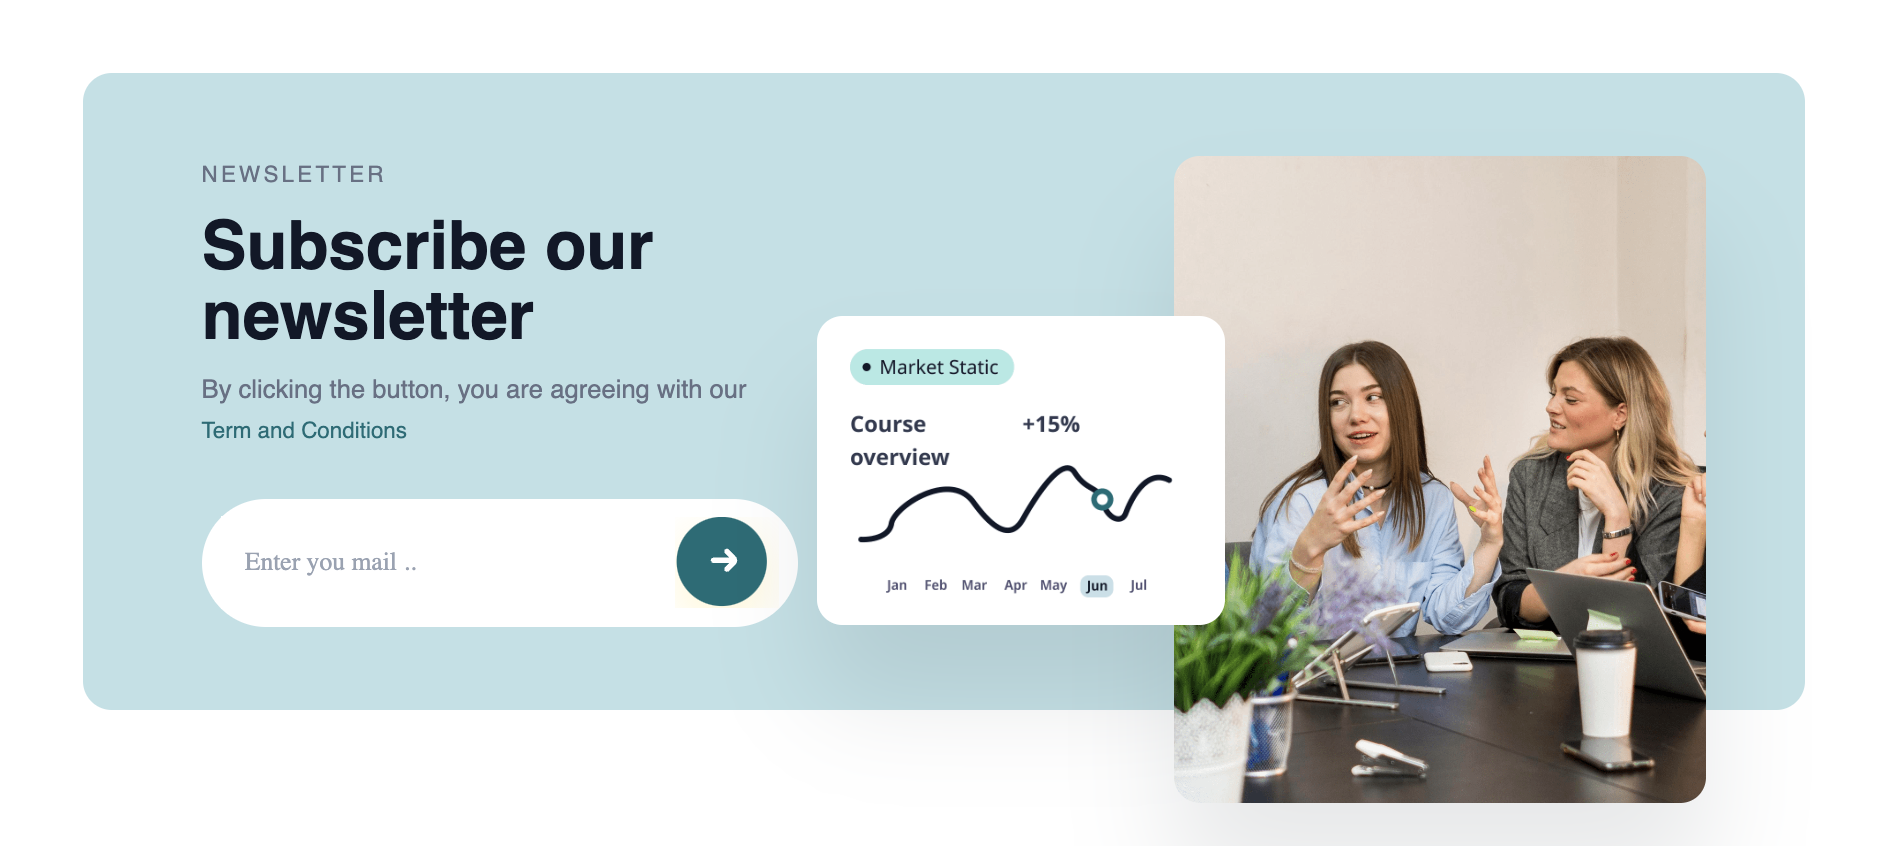 NEWSLETTER
Subscribe our
newsletter
By clicking the button, you are agreeing with our
Term and Conditions
Enter you mail ..
Market Static
Course +15%
overview
Jan Feb Mar Apr May Jun Jul